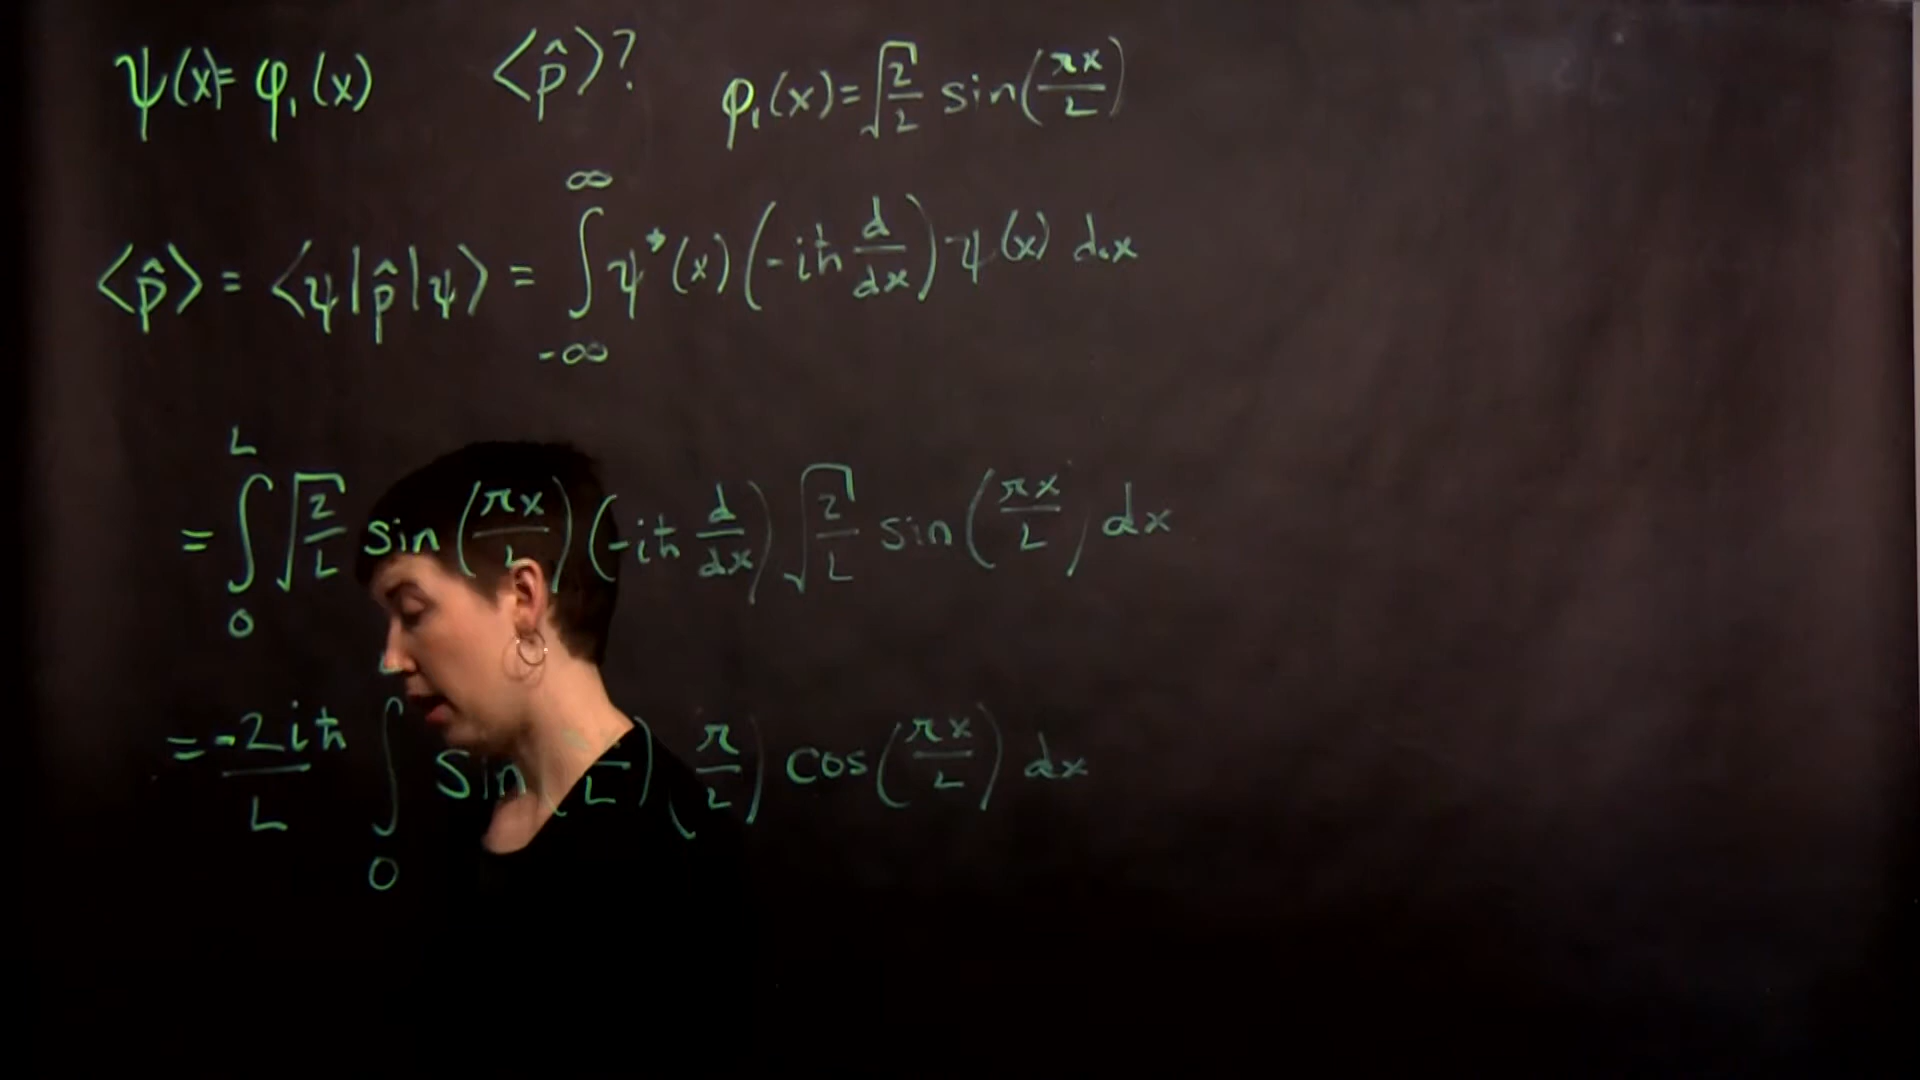 ψ(x)=φ₁(x) ⟨p̂⟩? φ₁(x)=√(2/L) sin(πx/L)
⟨p̂⟩ = ⟨ψ|p̂|ψ⟩ = ∫_{-∞}^{∞} ψ*(x)(-iħ d/dx)ψ(x) dx
= ∫_0^L √(2/L) sin(πx/L)(-iħ d/dx)√(2/L) sin(πx/L) dx
= -2iħ/L ∫_0 sin( /L)(π/L) cos(πx/L) dx